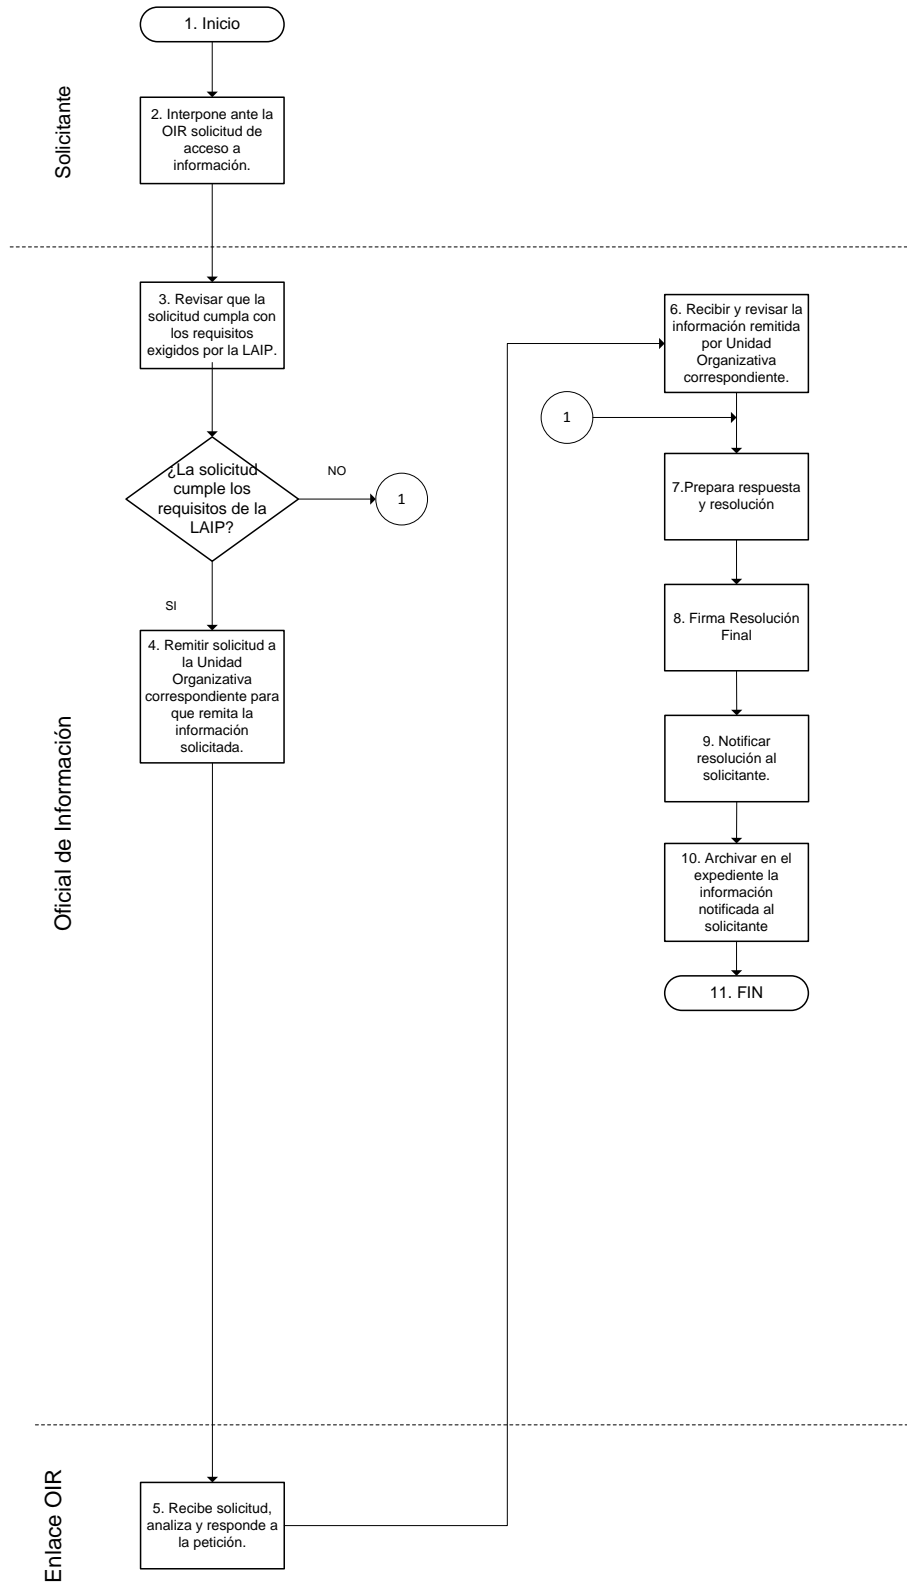 1. Inicio
Solicitante
2. Interpone ante la
OIR solicitud de
acceso a
información.
3. Revisar que la
solicitud cumpla con
los requisitos
exigidos por la LAIP.
¿La solicitud
cumple los
requisitos de la
LAIP?
NO
1
SI
4. Remitir solicitud a
la Unidad
Organizativa
correspondiente para
que remita la
información
solicitada.
Oficial de Información
6. Recibir y revisar la
información remitida
por Unidad
Organizativa
correspondiente.
1
7.Prepara respuesta
y resolución
8. Firma Resolución
Final
9. Notificar
resolución al
solicitante.
10. Archivar en el
expediente la
información
notificada al
solicitante
11. FIN
Enlace OIR
5. Recibe solicitud,
analiza y responde a
la petición.